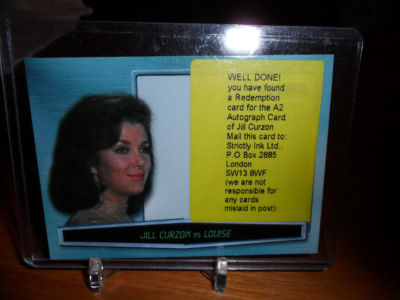 WELL DONE!
you have found
a Redemption
card for the A2
Autograph Card
of Jill Curzon
Mail this card to:
Strictly Ink Ltd.,
P.O Box 2885
London
SW13 8WF
(we are not
responsible for
any cards
mislaid in post)
JILL CURZON AS LOUISE